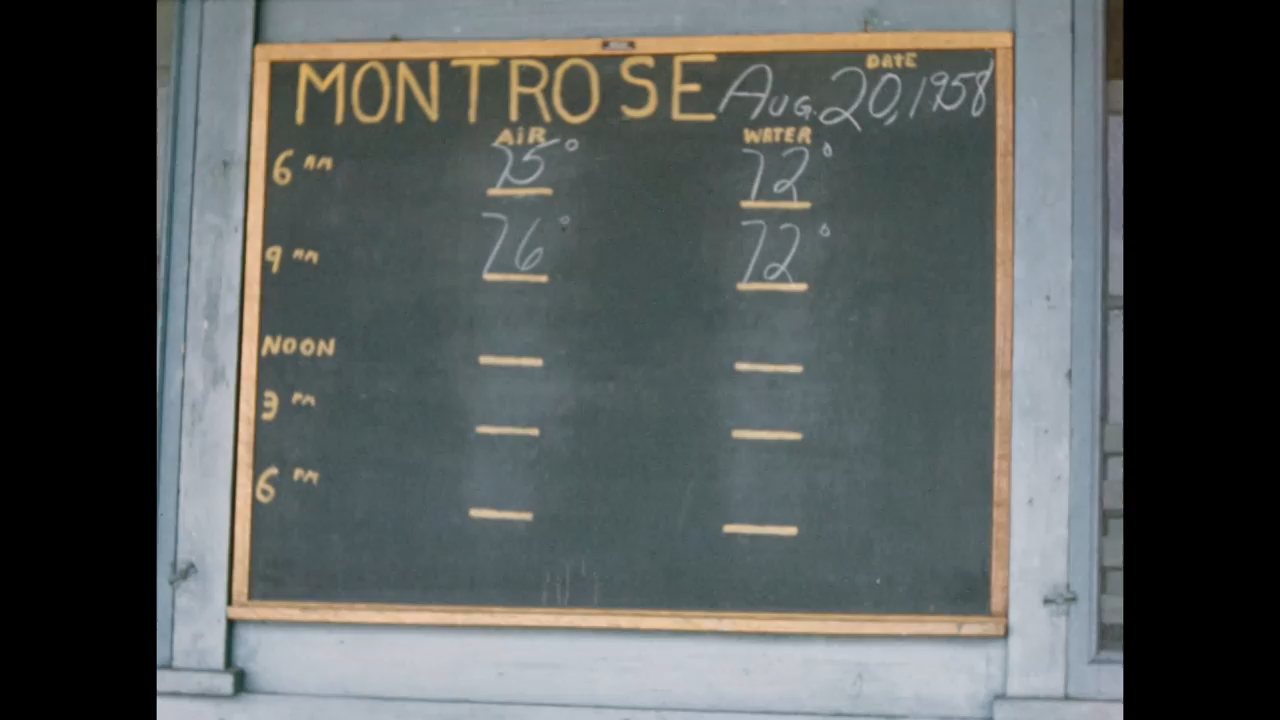 MONTROSE Aug. 20, 1958
DATE
AiR WATER
6 AM 75° 72°
9 AM 76° 72°
NOON
3 PM
6 PM